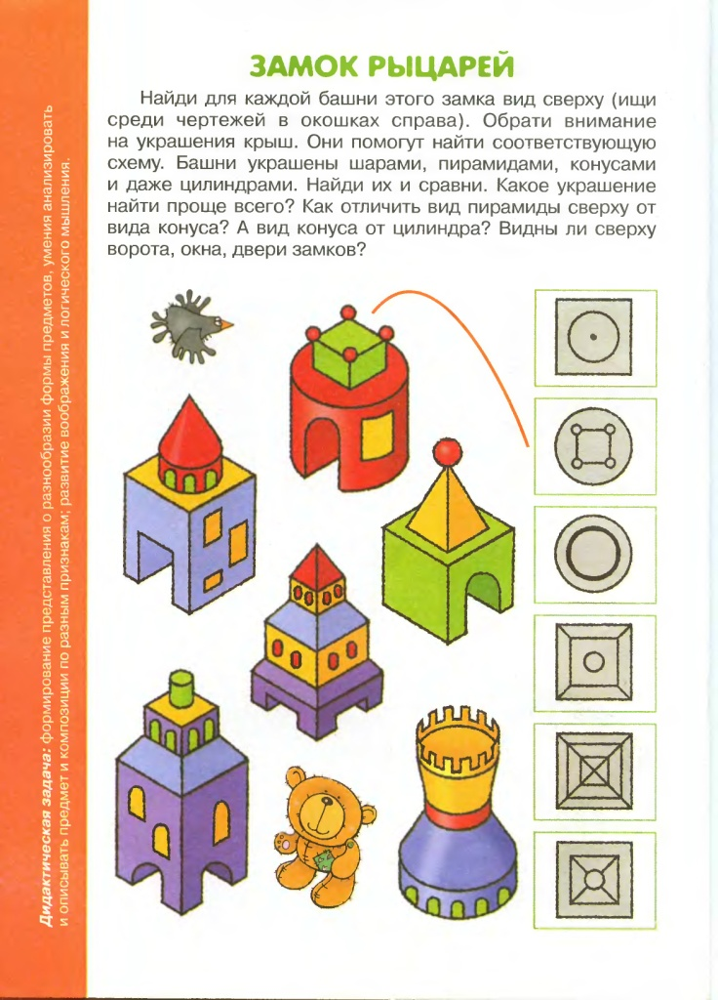 ЗАМОК РЫЦАРЕЙ
Найди для каждой башни этого замка вид сверху (ищи
среди чертежей в окошках справа). Обрати внимание
на украшения крыш. Они помогут найти соответствующую
схему. Башни украшены шарами, пирамидами, конусами
и даже цилиндрами. Найди их и сравни. Какое украшение
найти проще всего? Как отличить вид пирамиды сверху от
вида конуса? А вид конуса от цилиндра? Видны ли сверху
ворота, окна, двери замков?
Дидактическая задача: формирование представления о разнообразии формы предметов, умения анализировать
и описывать предмет и композиции по разным признакам; развитие воображения и логического мышления.